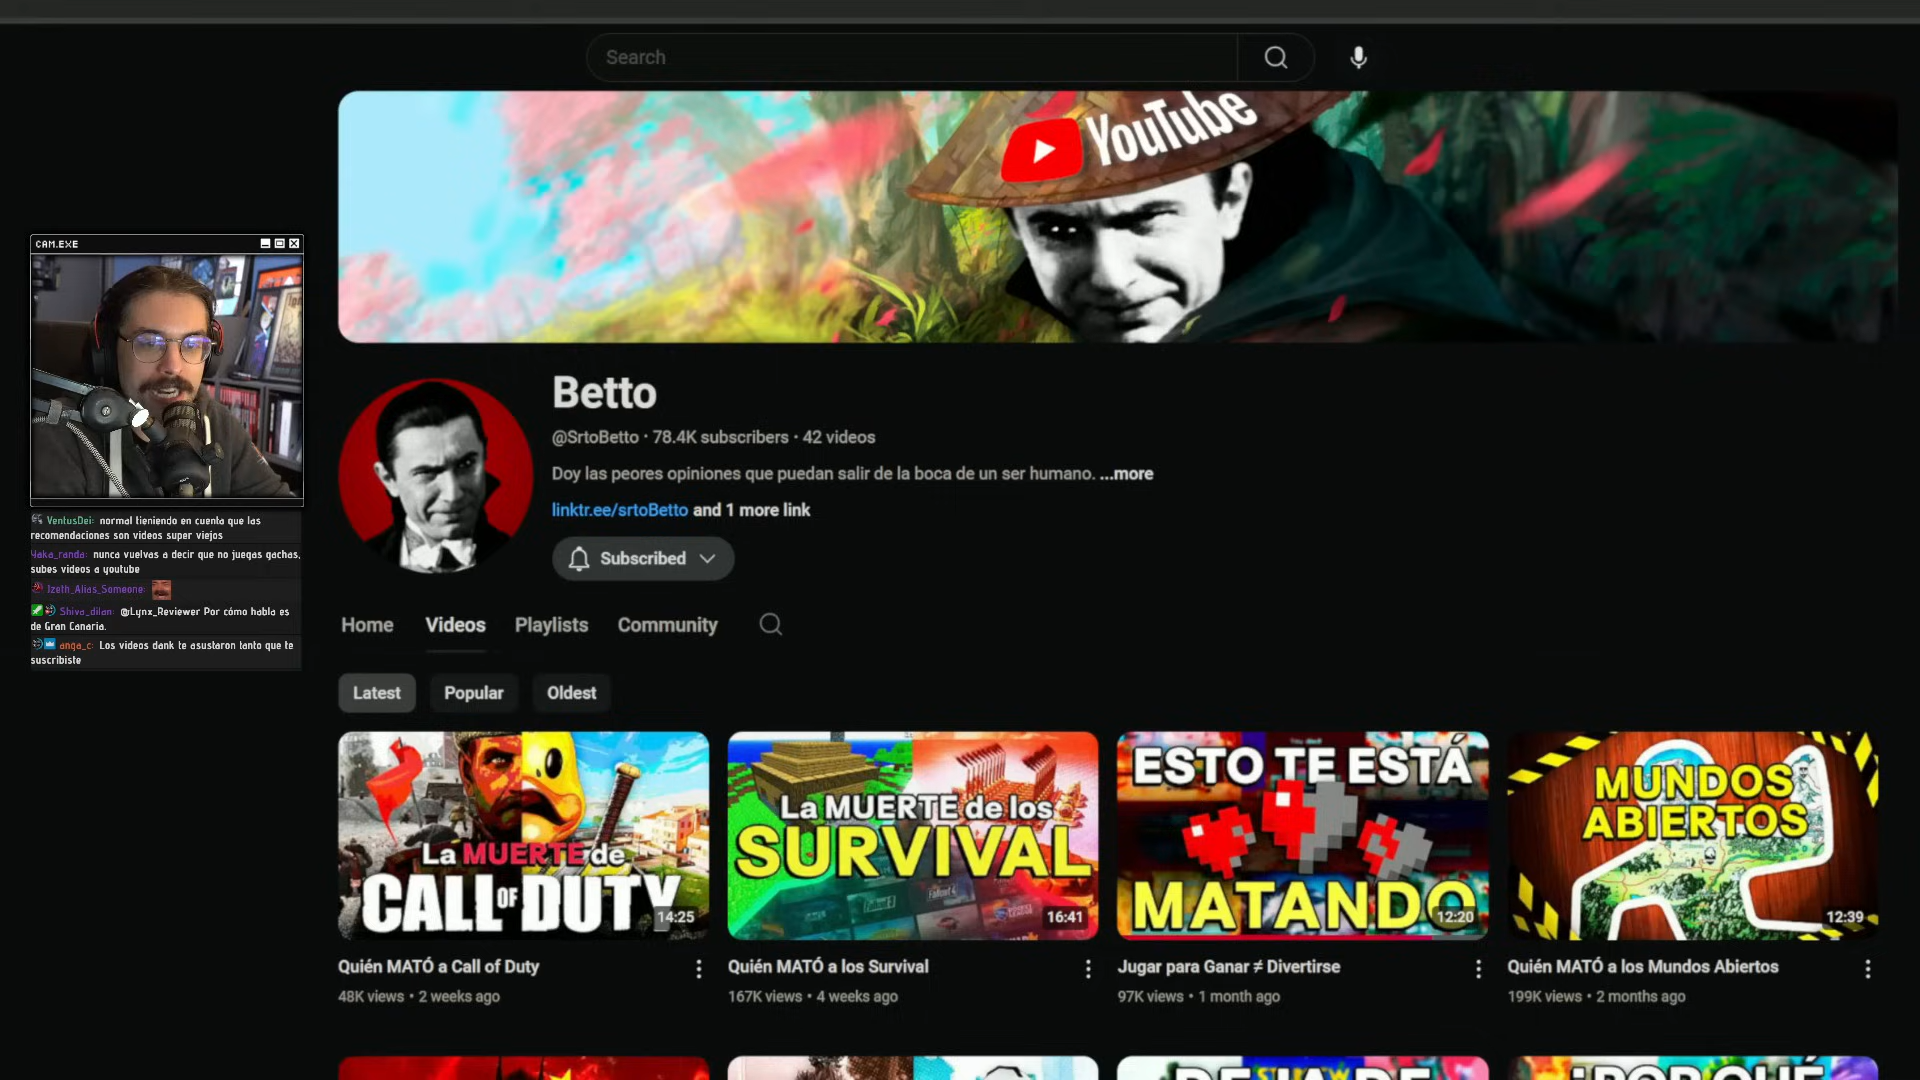 Search
YouTube
CAM.EXE
Betto
@SrtoBetto · 78.4K subscribers · 42 videos
Doy las peores opiniones que puedan salir de la boca de un ser humano. ...more
linktr.ee/srtoBetto and 1 more link
Subscribed
VentusDei: normal tieniendo en cuenta que las
recomendaciones son videos super viejos
Yaka_randa: nunca vuelvas a decir que no juegas gachas,
subes videos a youtube
Izeth_Alias_Someone:
Shiva_dilan: @Lynx_Reviewer Por cómo habla es
de Gran Canaria.
anga_c: Los videos dank te asustaron tanto que te
suscribiste
Home Videos Playlists Community
Latest Popular Oldest
La MUERTE de
CALL OF DUTY
14:25
La MUERTE de los
SURVIVAL
16:41
ESTO TE ESTÁ
MATANDO
12:20
MUNDOS
ABIERTOS
12:39
Quién MATÓ a Call of Duty
48K views • 2 weeks ago
Quién MATÓ a los Survival
167K views • 4 weeks ago
Jugar para Ganar ≠ Divertirse
97K views • 1 month ago
Quién MATÓ a los Mundos Abiertos
199K views • 2 months ago